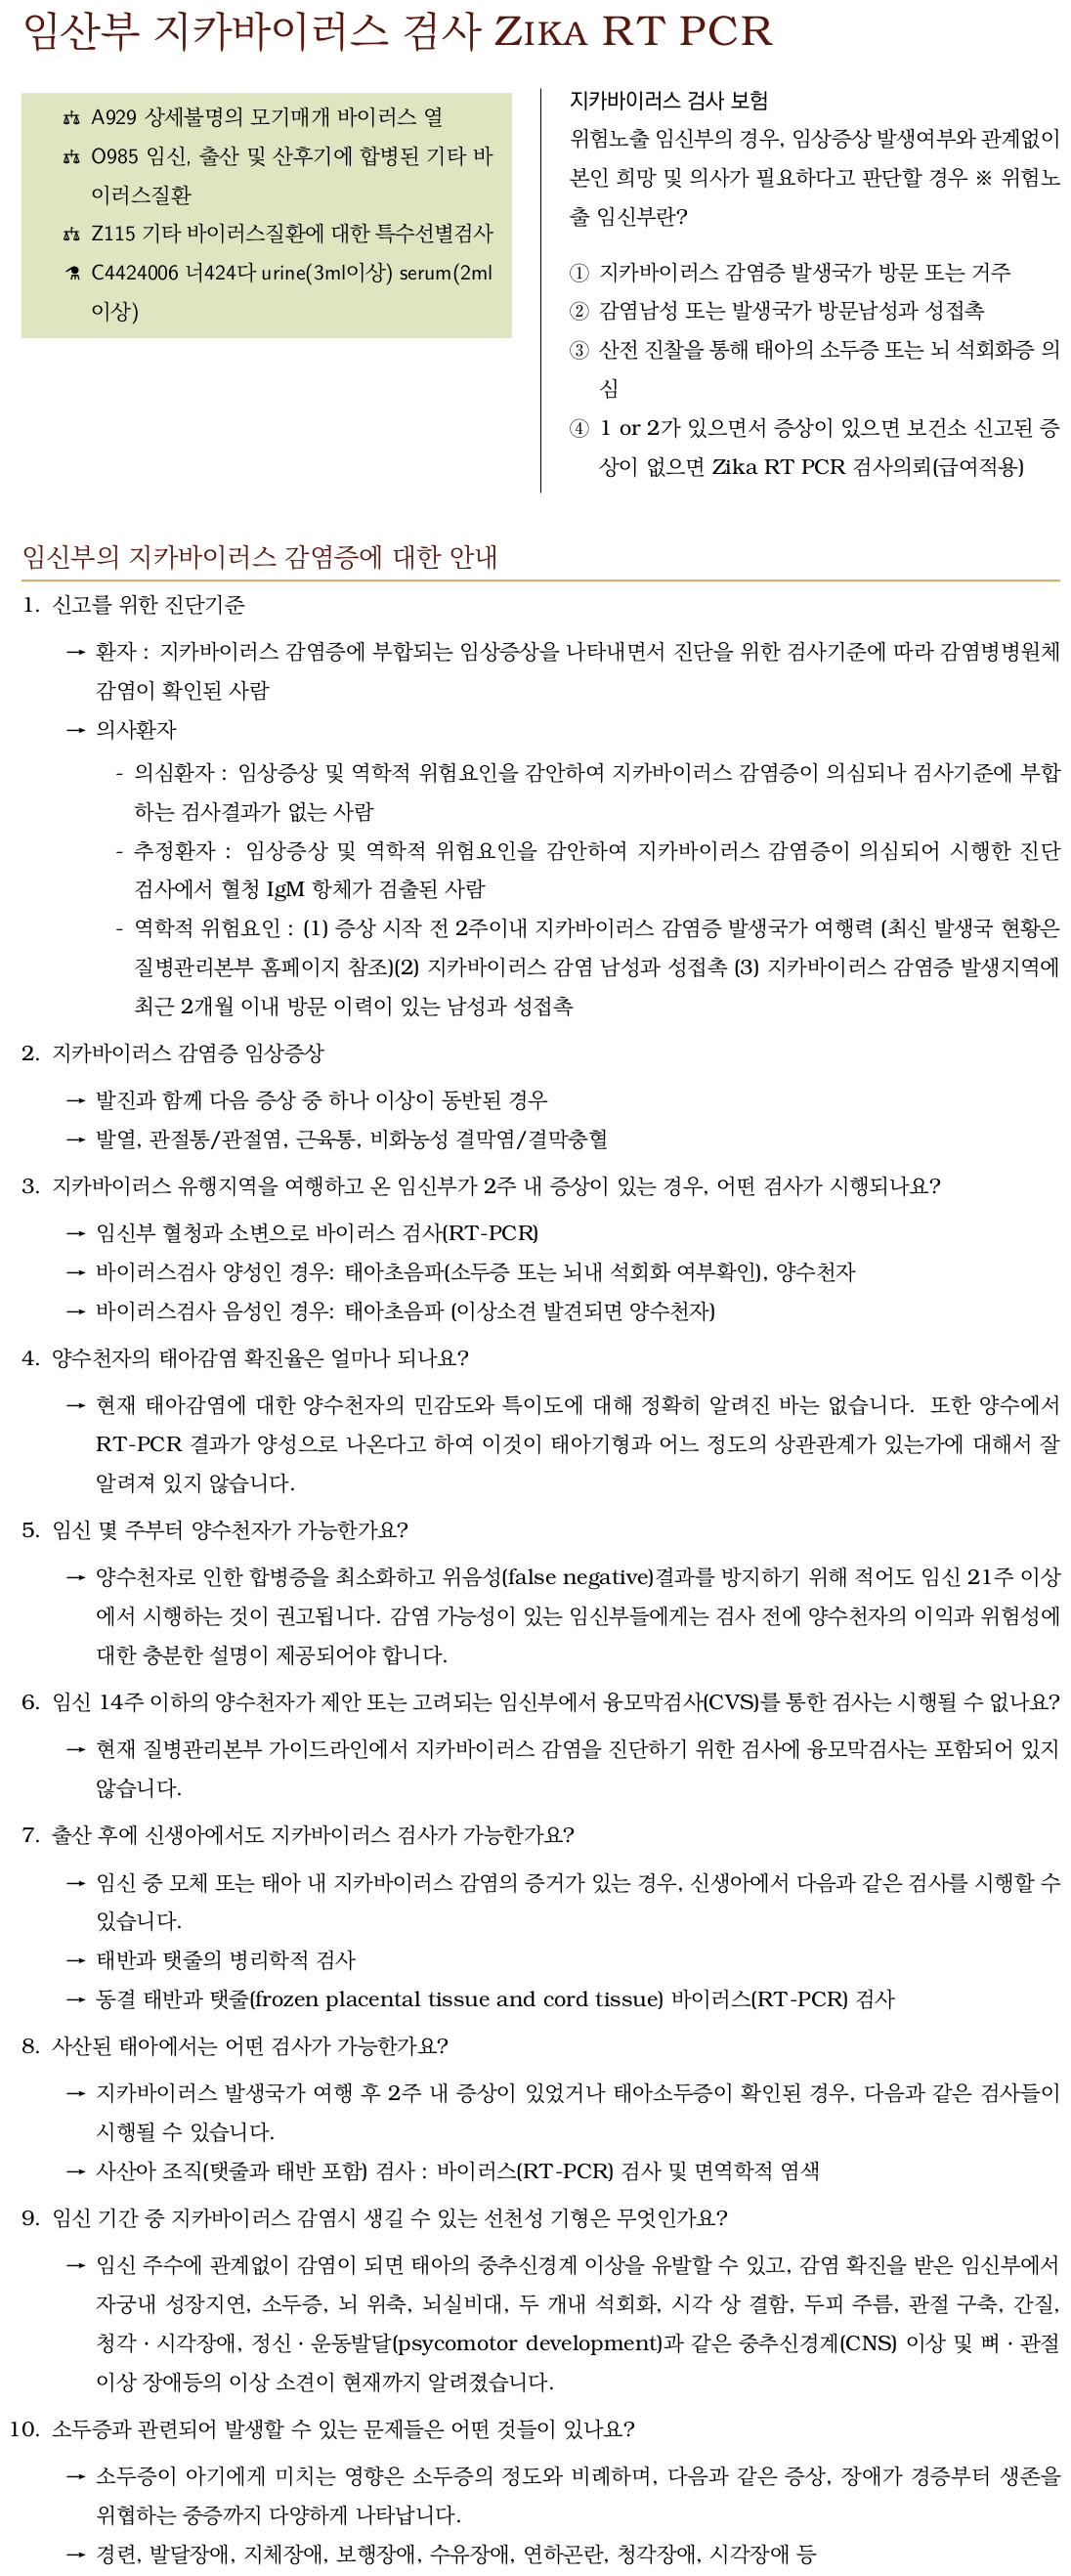 임산부 지카바이러스 검사 ZIKA RT PCR
A929 상세불명의 모기매개 바이러스 열
O985 임신, 출산 및 산후기에 합병된 기타 바
이러스질환
Z115 기타 바이러스질환에 대한 특수선별검사
C4424006 너424다 urine(3ml이상) serum(2ml
이상)
지카바이러스 검사 보험
위험노출 임신부의 경우, 임상증상 발생여부와 관계없이
본인 희망 및 의사가 필요하다고 판단할 경우 ※ 위험노
출 임신부란?
① 지카바이러스 감염증 발생국가 방문 또는 거주
② 감염남성 또는 발생국가 방문남성과 성접촉
③ 산전 진찰을 통해 태아의 소두증 또는 뇌 석회화증 의
심
④ 1 or 2가 있으면서 증상이 있으면 보건소 신고된 증
상이 없으면 Zika RT PCR 검사의뢰(급여적용)
임신부의 지카바이러스 감염증에 대한 안내
1. 신고를 위한 진단기준
→ 환자 : 지카바이러스 감염증에 부합되는 임상증상을 나타내면서 진단을 위한 검사기준에 따라 감염병병원체
감염이 확인된 사람
→ 의사환자
- 의심환자 : 임상증상 및 역학적 위험요인을 감안하여 지카바이러스 감염증이 의심되나 검사기준에 부합
하는 검사결과가 없는 사람
- 추정환자 : 임상증상 및 역학적 위험요인을 감안하여 지카바이러스 감염증이 의심되어 시행한 진단
검사에서 혈청 IgM 항체가 검출된 사람
- 역학적 위험요인 : (1) 증상 시작 전 2주이내 지카바이러스 감염증 발생국가 여행력 (최신 발생국 현황은
질병관리본부 홈페이지 참조)(2) 지카바이러스 감염 남성과 성접촉 (3) 지카바이러스 감염증 발생지역에
최근 2개월 이내 방문 이력이 있는 남성과 성접촉
2. 지카바이러스 감염증 임상증상
→ 발진과 함께 다음 증상 중 하나 이상이 동반된 경우
→ 발열, 관절통/관절염, 근육통, 비화농성 결막염/결막충혈
3. 지카바이러스 유행지역을 여행하고 온 임신부가 2주 내 증상이 있는 경우, 어떤 검사가 시행되나요?
→ 임신부 혈청과 소변으로 바이러스 검사(RT-PCR)
→ 바이러스검사 양성인 경우: 태아초음파(소두증 또는 뇌내 석회화 여부확인), 양수천자
→ 바이러스검사 음성인 경우: 태아초음파 (이상소견 발견되면 양수천자)
4. 양수천자의 태아감염 확진율은 얼마나 되나요?
→ 현재 태아감염에 대한 양수천자의 민감도와 특이도에 대해 정확히 알려진 바는 없습니다. 또한 양수에서
RT-PCR 결과가 양성으로 나온다고 하여 이것이 태아기형과 어느 정도의 상관관계가 있는가에 대해서 잘
알려져 있지 않습니다.
5. 임신 몇 주부터 양수천자가 가능한가요?
→ 양수천자로 인한 합병증을 최소화하고 위음성(false negative)결과를 방지하기 위해 적어도 임신 21주 이상
에서 시행하는 것이 권고됩니다. 감염 가능성이 있는 임신부들에게는 검사 전에 양수천자의 이익과 위험성에
대한 충분한 설명이 제공되어야 합니다.
6. 임신 14주 이하의 양수천자가 제안 또는 고려되는 임신부에서 융모막검사(CVS)를 통한 검사는 시행될 수 없나요?
→ 현재 질병관리본부 가이드라인에서 지카바이러스 감염을 진단하기 위한 검사에 융모막검사는 포함되어 있지
않습니다.
7. 출산 후에 신생아에서도 지카바이러스 검사가 가능한가요?
→ 임신 중 모체 또는 태아 내 지카바이러스 감염의 증거가 있는 경우, 신생아에서 다음과 같은 검사를 시행할 수
있습니다.
→ 태반과 탯줄의 병리학적 검사
→ 동결 태반과 탯줄(frozen placental tissue and cord tissue) 바이러스(RT-PCR) 검사
8. 사산된 태아에서는 어떤 검사가 가능한가요?
→ 지카바이러스 발생국가 여행 후 2주 내 증상이 있었거나 태아소두증이 확인된 경우, 다음과 같은 검사들이
시행될 수 있습니다.
→ 사산아 조직(탯줄과 태반 포함) 검사 : 바이러스(RT-PCR) 검사 및 면역학적 염색
9. 임신 기간 중 지카바이러스 감염시 생길 수 있는 선천성 기형은 무엇인가요?
→ 임신 주수에 관계없이 감염이 되면 태아의 중추신경계 이상을 유발할 수 있고, 감염 확진을 받은 임신부에서
자궁내 성장지연, 소두증, 뇌 위축, 뇌실비대, 두 개내 석회화, 시각 상 결함, 두피 주름, 관절 구축, 간질,
청각 · 시각장애, 정신 · 운동발달(psycomotor development)과 같은 중추신경계(CNS) 이상 및 뼈 · 관절
이상 장애등의 이상 소견이 현재까지 알려졌습니다.
10. 소두증과 관련되어 발생할 수 있는 문제들은 어떤 것들이 있나요?
→ 소두증이 아기에게 미치는 영향은 소두증의 정도와 비례하며, 다음과 같은 증상, 장애가 경증부터 생존을
위협하는 중증까지 다양하게 나타납니다.
→ 경련, 발달장애, 지체장애, 보행장애, 수유장애, 연하곤란, 청각장애, 시각장애 등